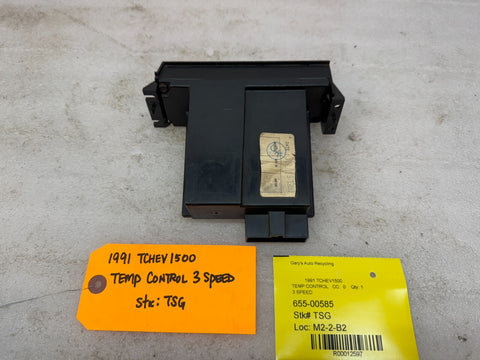 1991 TCHEV1500
TEMP CONTROL 3 SPEED
Stk: TSG
Gary's Auto Recycling
1991 TCHEV1500
TEMP CONTROL CC: 0 Qty: 1
3 SPEED
655-00585
Stk# TSG
Loc: M2-2-B2
R00012597